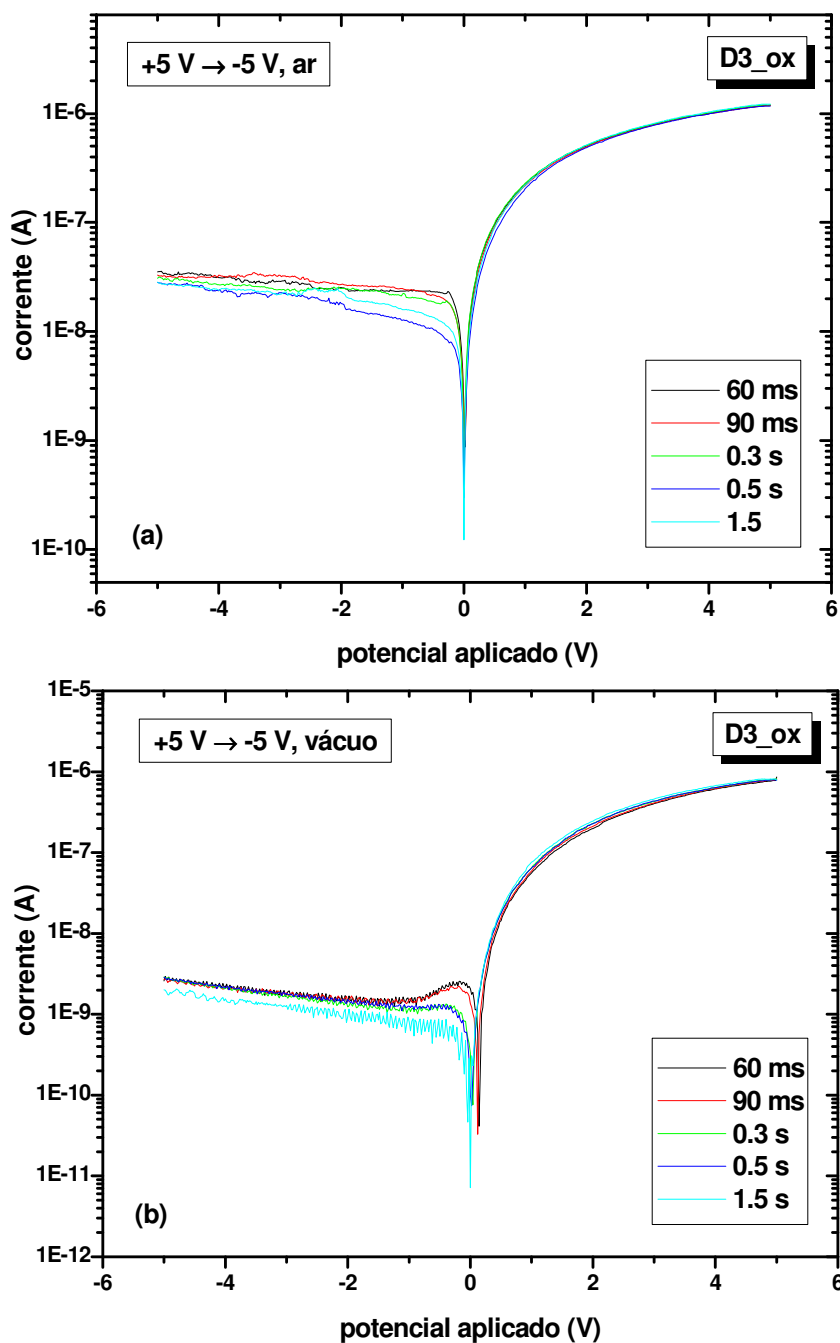 +5 V → -5 V, ar
D3_ox
1E-6
1E-7
1E-8
1E-9
1E-10
corrente (A)
60 ms
90 ms
0.3 s
0.5 s
1.5
(a)
-6 -4 -2 0 2 4 6
potencial aplicado (V)
1E-5
+5 V → -5 V, vácuo
D3_ox
1E-6
1E-7
1E-8
1E-9
1E-10
1E-11
1E-12
corrente (A)
60 ms
90 ms
0.3 s
0.5 s
1.5 s
(b)
-6 -4 -2 0 2 4 6
potencial aplicado (V)